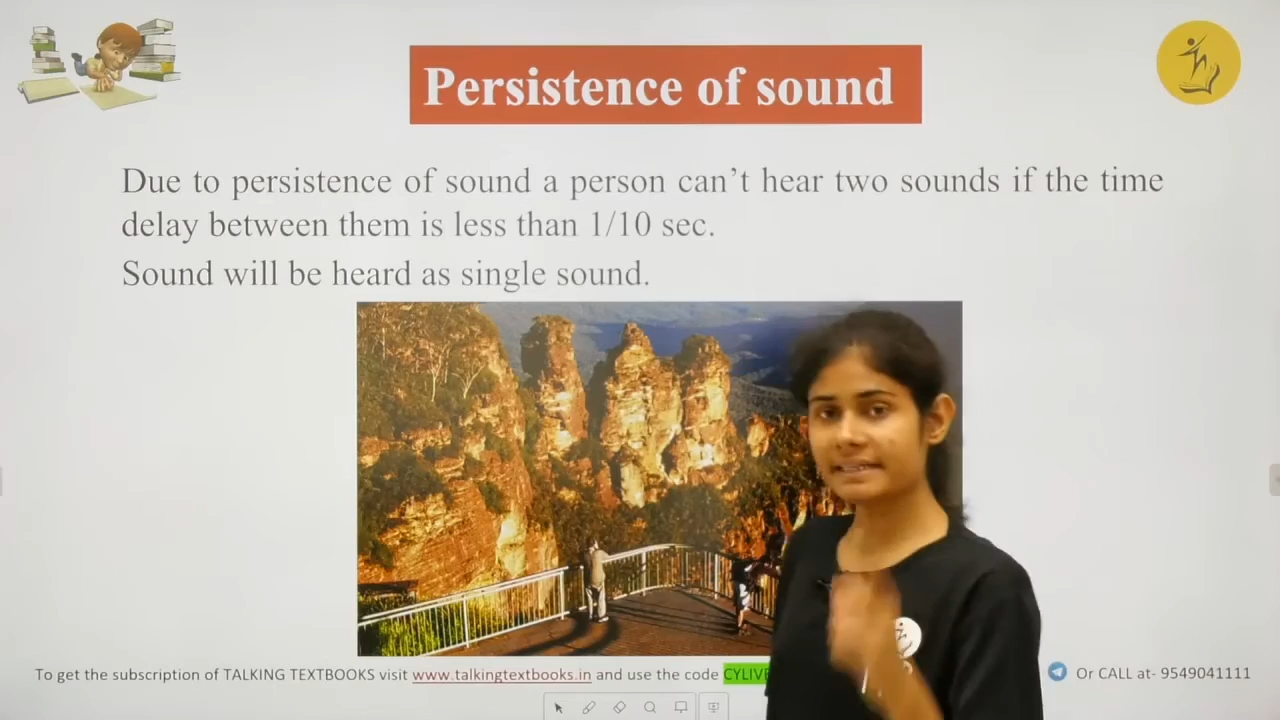 Persistence of sound
Due to persistence of sound a person can't hear two sounds if the time
delay between them is less than 1/10 sec.
Sound will be heard as single sound.
To get the subscription of TALKING TEXTBOOKS visit www.talkingtextbooks.in and use the code CYLIVE
Or CALL at- 9549041111